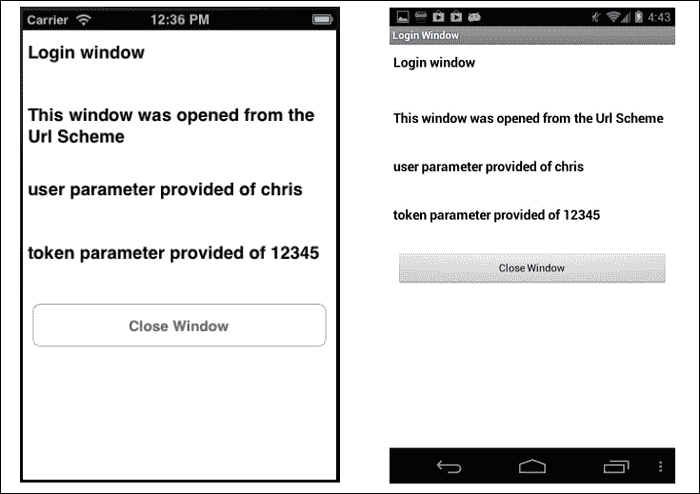 Carrier 12:36 PM
Login window
This window was opened from the
Url Scheme
user parameter provided of chris
token parameter provided of 12345
Close Window
4:43
Login Window
Login window
This window was opened from the Url Scheme
user parameter provided of chris
token parameter provided of 12345
Close Window